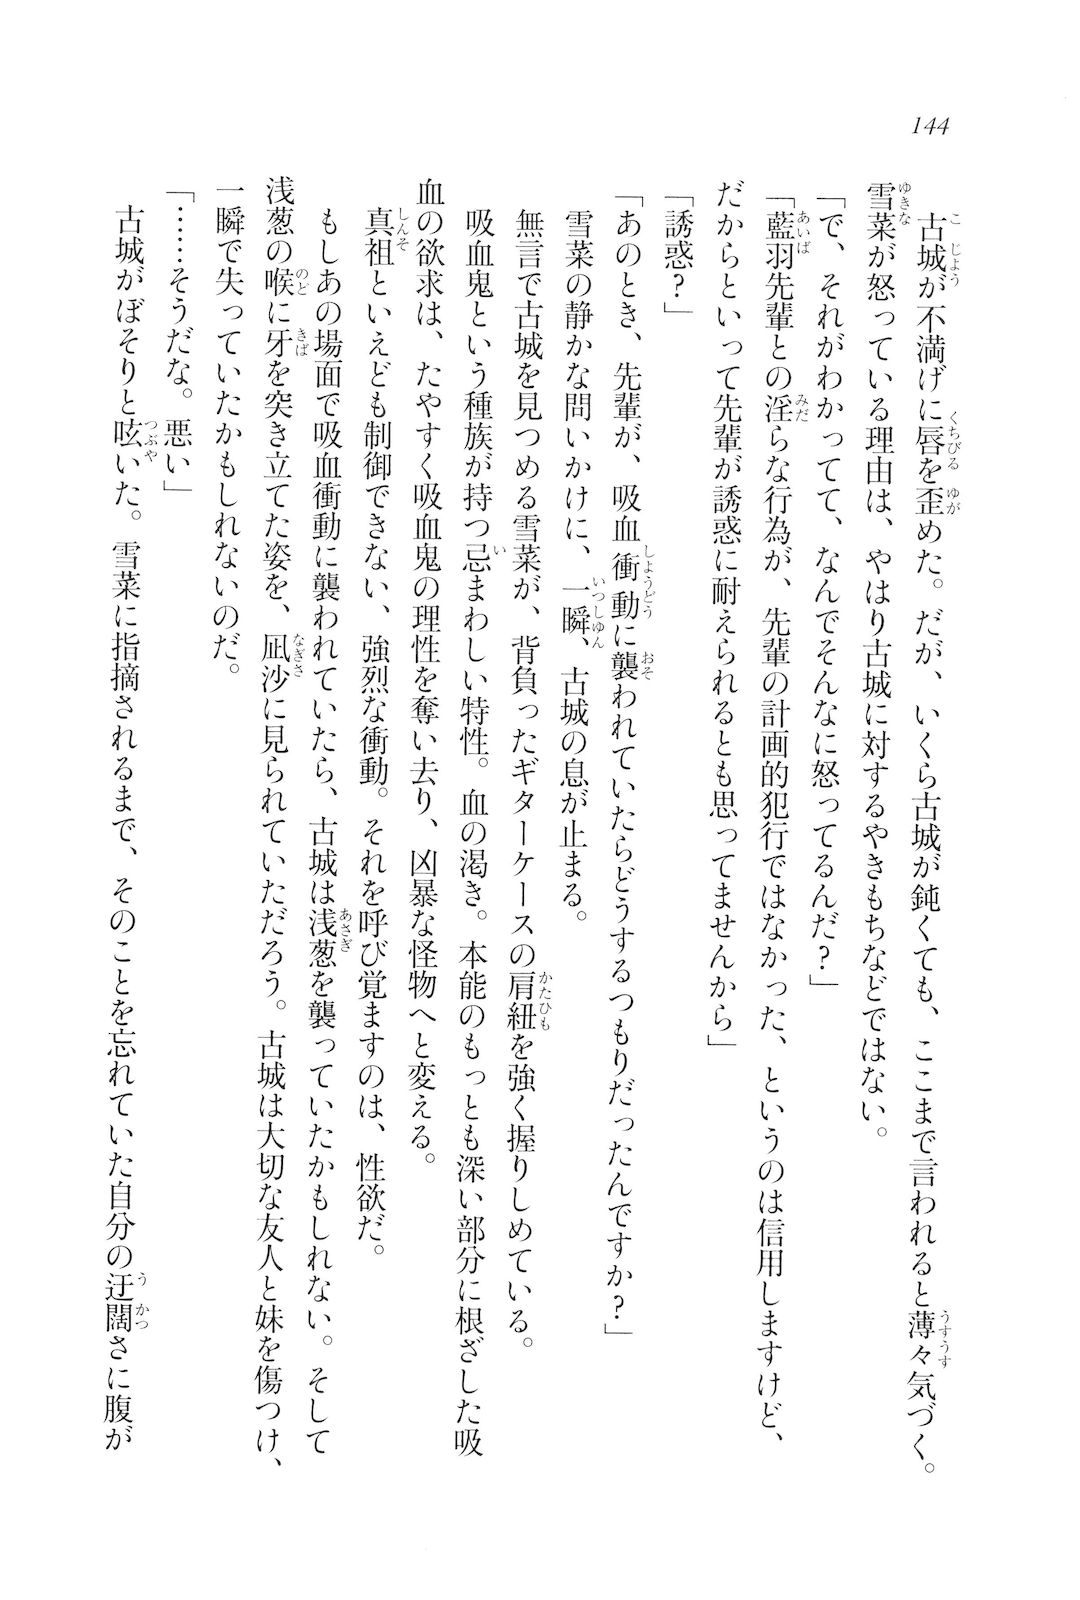 144
古城が不満げに唇を歪めた。だが、いくら古城が鈍くても、ここまで言われると薄々気づく。
雪菜が怒っている理由は、やはり古城に対するやきもちなどではない。
「で、それがわかってて、なんでそんなに怒ってるんだ?」
「藍羽先輩との淫らな行為が、先輩の計画的犯行ではなかった、というのは信用しますけど、
だからといって先輩が誘惑に耐えられるとも思ってませんから」
「誘惑?」
「あのとき、先輩が、吸血衝動に襲われていたらどうするつもりだったんですか?」
雪菜の静かな問いかけに、一瞬、古城の息が止まる。
無言で古城を見つめる雪菜が、背負ったギターケースの肩紐を強く握りしめている。
吸血鬼という種族が持つ忌まわしい特性。血の渇き。本能のもっとも深い部分に根ざした吸
血の欲求は、たやすく吸血鬼の理性を奪い去り、凶暴な怪物へと変える。
真祖といえども制御できない、強烈な衝動。それを呼び覚ますのは、性欲だ。
もしあの場面で吸血衝動に襲われていたら、古城は浅葱を襲っていたかもしれない。そして
浅葱の喉に牙を突き立てた姿を、凪沙に見られていただろう。古城は大切な友人と妹を傷つけ、
一瞬で失っていたかもしれないのだ。
「……そうだな。悪い」
古城がぼそりと呟いた。雪菜に指摘されるまで、そのことを忘れていた自分の迂闊さに腹が